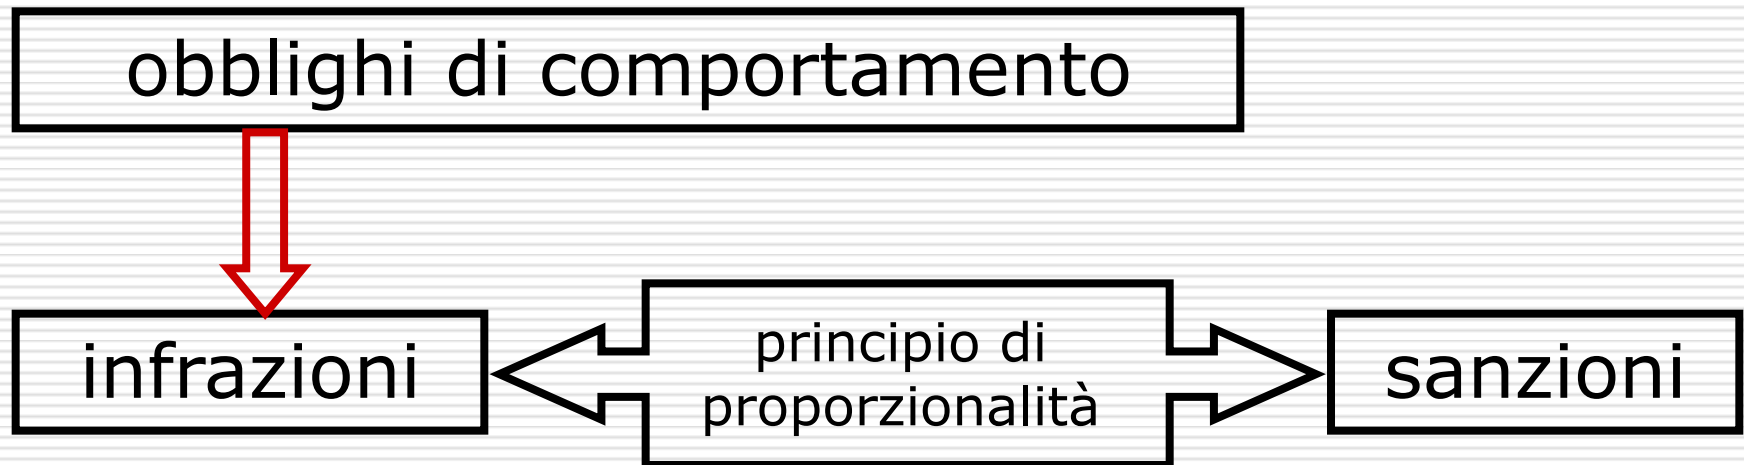 obblighi di comportamento
infrazioni
principio di
proporzionalità
sanzioni